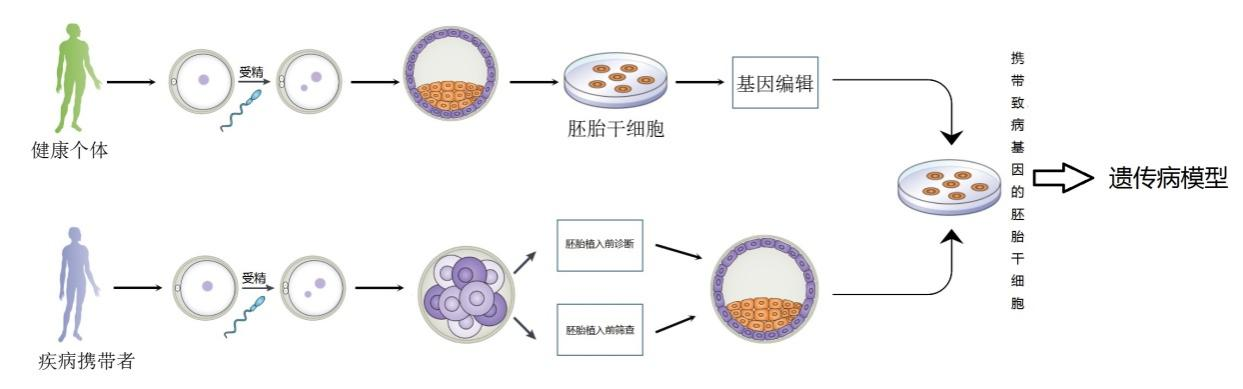 受精
健康个体
胚胎干细胞
基因编辑
携带致病基因的胚胎干细胞
遗传病模型
受精
疾病携带者
胚胎植入前诊断
胚胎植入前筛查